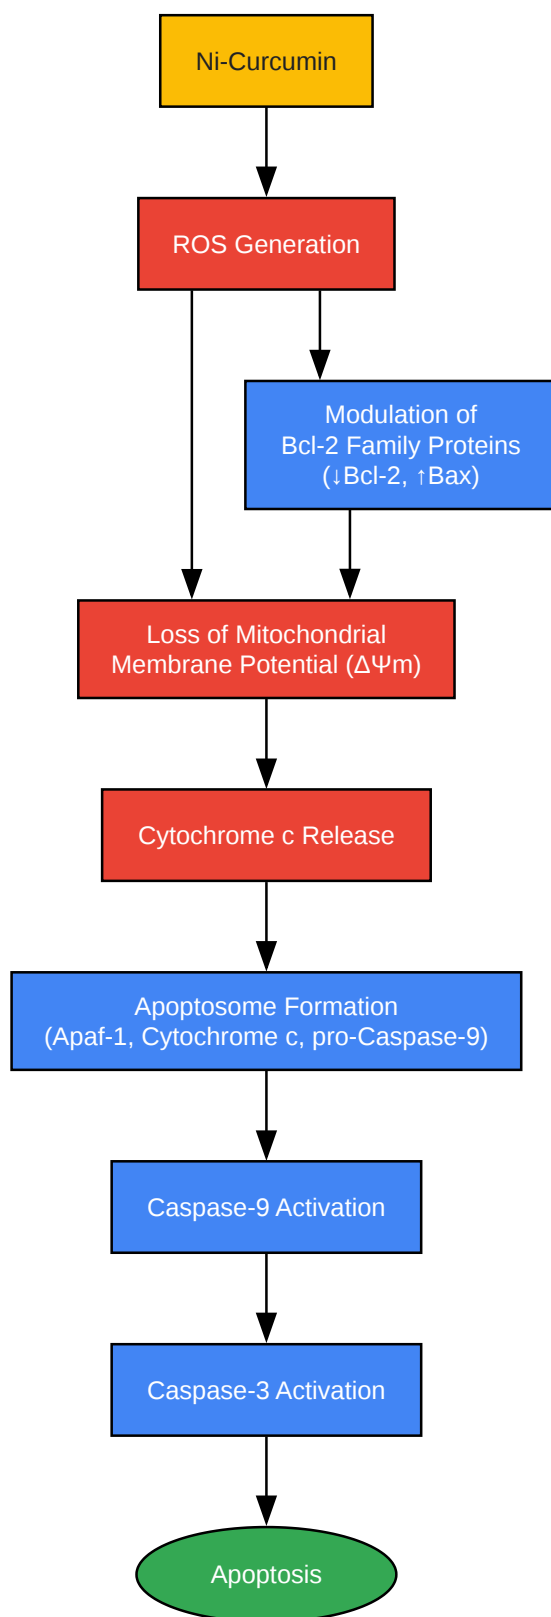 Ni-Curcumin
ROS Generation
Modulation of
Bcl-2 Family Proteins
(↓Bcl-2, ↑Bax)
Loss of Mitochondrial
Membrane Potential (ΔΨm)
Cytochrome c Release
Apoptosome Formation
(Apaf-1, Cytochrome c, pro-Caspase-9)
Caspase-9 Activation
Caspase-3 Activation
Apoptosis